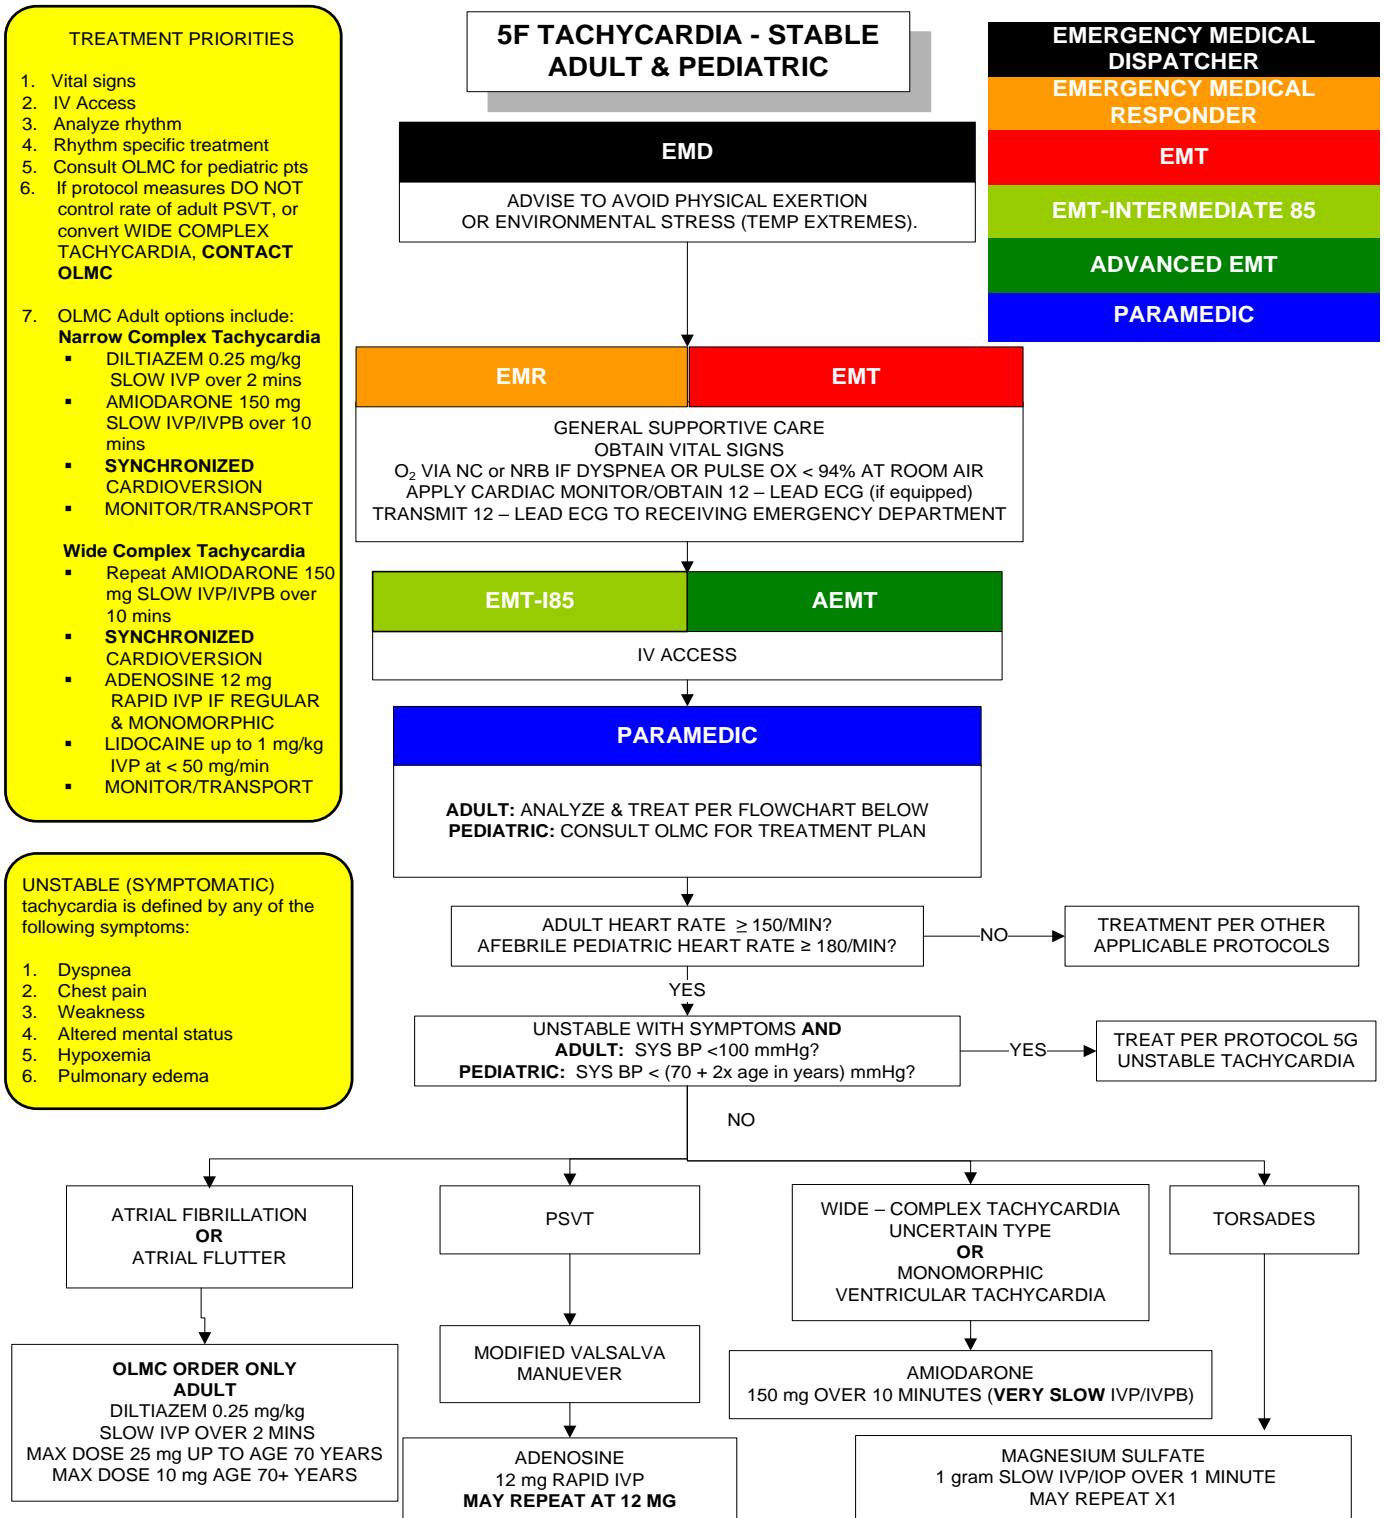 TREATMENT PRIORITIES
1. Vital signs
2. IV Access
3. Analyze rhythm
4. Rhythm specific treatment
5. Consult OLMC for pediatric pts
6. If protocol measures DO NOT
control rate of adult PSVT, or
convert WIDE COMPLEX
TACHYCARDIA, CONTACT
OLMC
7. OLMC Adult options include:
Narrow Complex Tachycardia
▪ DILTIAZEM 0.25 mg/kg
SLOW IVP over 2 mins
▪ AMIODARONE 150 mg
SLOW IVP/IVPB over 10
mins
▪ SYNCHRONIZED
CARDIOVERSION
▪ MONITOR/TRANSPORT
Wide Complex Tachycardia
▪ Repeat AMIODARONE 150
mg SLOW IVP/IVPB over
10 mins
▪ SYNCHRONIZED
CARDIOVERSION
▪ ADENOSINE 12 mg
RAPID IVP IF REGULAR
& MONOMORPHIC
▪ LIDOCAINE up to 1 mg/kg
IVP at < 50 mg/min
▪ MONITOR/TRANSPORT
UNSTABLE (SYMPTOMATIC)
tachycardia is defined by any of the
following symptoms:
1. Dyspnea
2. Chest pain
3. Weakness
4. Altered mental status
5. Hypoxemia
6. Pulmonary edema
5F TACHYCARDIA - STABLE
ADULT & PEDIATRIC
EMERGENCY MEDICAL
DISPATCHER
EMERGENCY MEDICAL
RESPONDER
EMT
EMT-INTERMEDIATE 85
ADVANCED EMT
PARAMEDIC
EMD
ADVISE TO AVOID PHYSICAL EXERTION
OR ENVIRONMENTAL STRESS (TEMP EXTREMES).
EMR
EMT
GENERAL SUPPORTIVE CARE
OBTAIN VITAL SIGNS
O₂ VIA NC or NRB IF DYSPNEA OR PULSE OX < 94% AT ROOM AIR
APPLY CARDIAC MONITOR/OBTAIN 12 – LEAD ECG (if equipped)
TRANSMIT 12 – LEAD ECG TO RECEIVING EMERGENCY DEPARTMENT
EMT-I85
AEMT
IV ACCESS
PARAMEDIC
ADULT: ANALYZE & TREAT PER FLOWCHART BELOW
PEDIATRIC: CONSULT OLMC FOR TREATMENT PLAN
ADULT HEART RATE ≥ 150/MIN?
AFEBRILE PEDIATRIC HEART RATE ≥ 180/MIN?
NO
TREATMENT PER OTHER
APPLICABLE PROTOCOLS
YES
UNSTABLE WITH SYMPTOMS AND
ADULT: SYS BP <100 mmHg?
PEDIATRIC: SYS BP < (70 + 2x age in years) mmHg?
YES
TREAT PER PROTOCOL 5G
UNSTABLE TACHYCARDIA
NO
ATRIAL FIBRILLATION
OR
ATRIAL FLUTTER
PSVT
WIDE – COMPLEX TACHYCARDIA
UNCERTAIN TYPE
OR
MONOMORPHIC
VENTRICULAR TACHYCARDIA
TORSADES
OLMC ORDER ONLY
ADULT
DILTIAZEM 0.25 mg/kg
SLOW IVP OVER 2 MINS
MAX DOSE 25 mg UP TO AGE 70 YEARS
MAX DOSE 10 mg AGE 70+ YEARS
MODIFIED VALSALVA
MANUEVER
ADENOSINE
12 mg RAPID IVP
MAY REPEAT AT 12 MG
AMIODARONE
150 mg OVER 10 MINUTES (VERY SLOW IVP/IVPB)
MAGNESIUM SULFATE
1 gram SLOW IVP/IOP OVER 1 MINUTE
MAY REPEAT X1